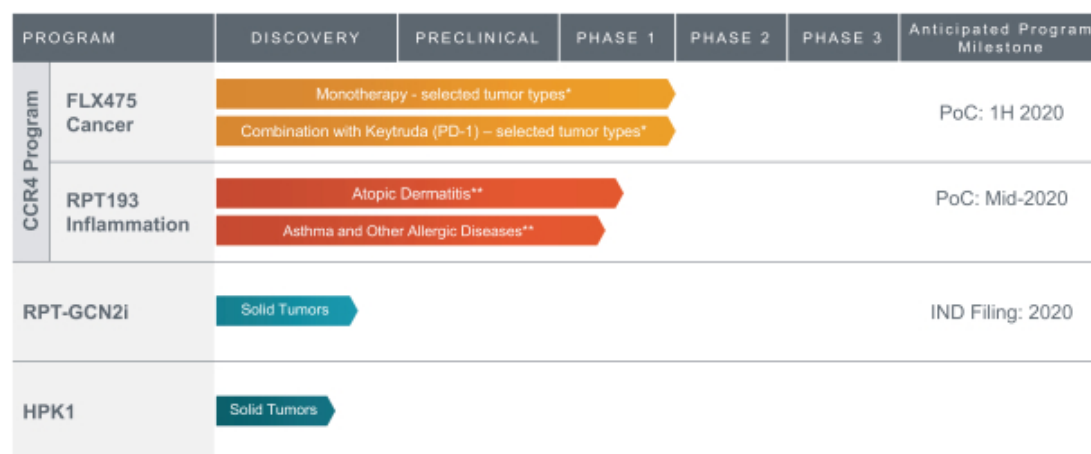 PROGRAM
DISCOVERY
PRECLINICAL
PHASE 1
PHASE 2
PHASE 3
Anticipated Program
Milestone
CCR4 Program
FLX475
Cancer
Monotherapy - selected tumor types*
Combination with Keytruda (PD-1) – selected tumor types*
PoC: 1H 2020
RPT193
Inflammation
Atopic Dermatitis**
Asthma and Other Allergic Diseases**
PoC: Mid-2020
RPT-GCN2i
Solid Tumors
IND Filing: 2020
HPK1
Solid Tumors